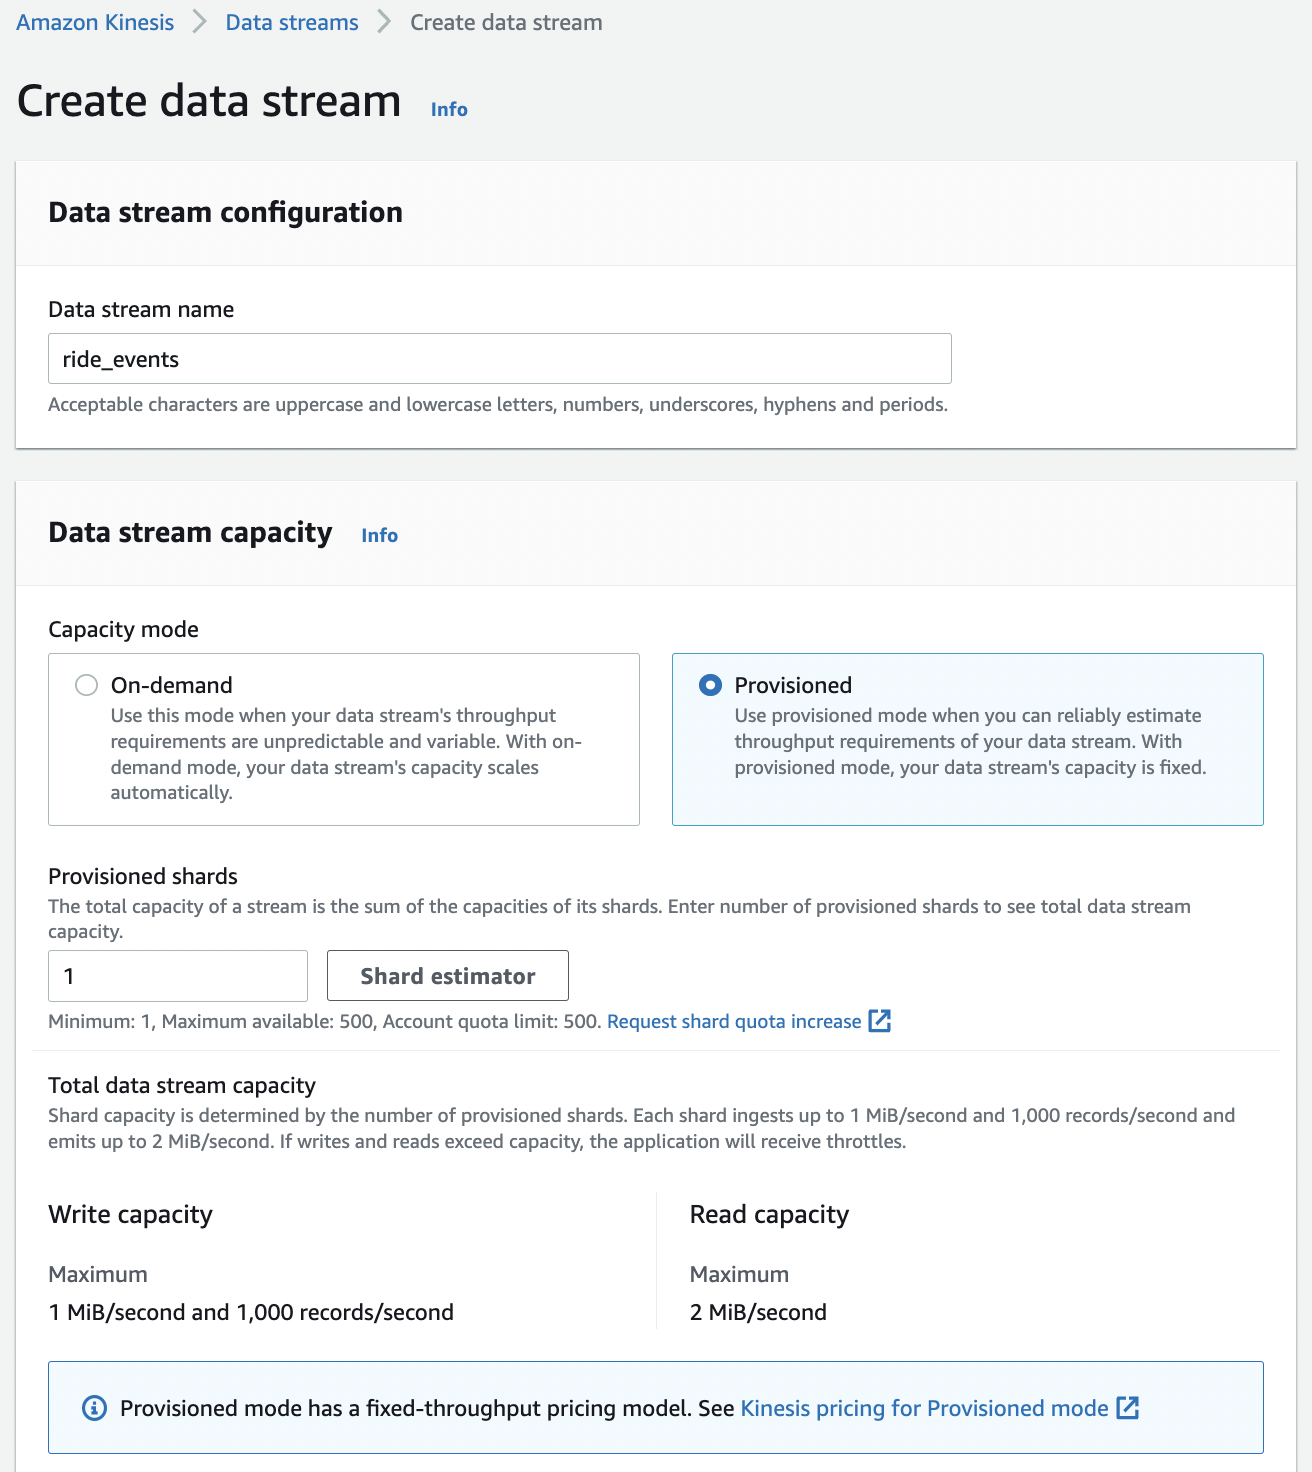 Amazon Kinesis > Data streams > Create data stream
Create data stream Info
Data stream configuration
Data stream name
ride_events
Acceptable characters are uppercase and lowercase letters, numbers, underscores, hyphens and periods.
Data stream capacity Info
Capacity mode
On-demand
Use this mode when your data stream's throughput
requirements are unpredictable and variable. With on-
demand mode, your data stream's capacity scales
automatically.
Provisioned
Use provisioned mode when you can reliably estimate
throughput requirements of your data stream. With
provisioned mode, your data stream's capacity is fixed.
Provisioned shards
The total capacity of a stream is the sum of the capacities of its shards. Enter number of provisioned shards to see total data stream
capacity.
1 Shard estimator
Minimum: 1, Maximum available: 500, Account quota limit: 500. Request shard quota increase
Total data stream capacity
Shard capacity is determined by the number of provisioned shards. Each shard ingests up to 1 MiB/second and 1,000 records/second and
emits up to 2 MiB/second. If writes and reads exceed capacity, the application will receive throttles.
Write capacity
Maximum
1 MiB/second and 1,000 records/second
Read capacity
Maximum
2 MiB/second
Provisioned mode has a fixed-throughput pricing model. See Kinesis pricing for Provisioned mode